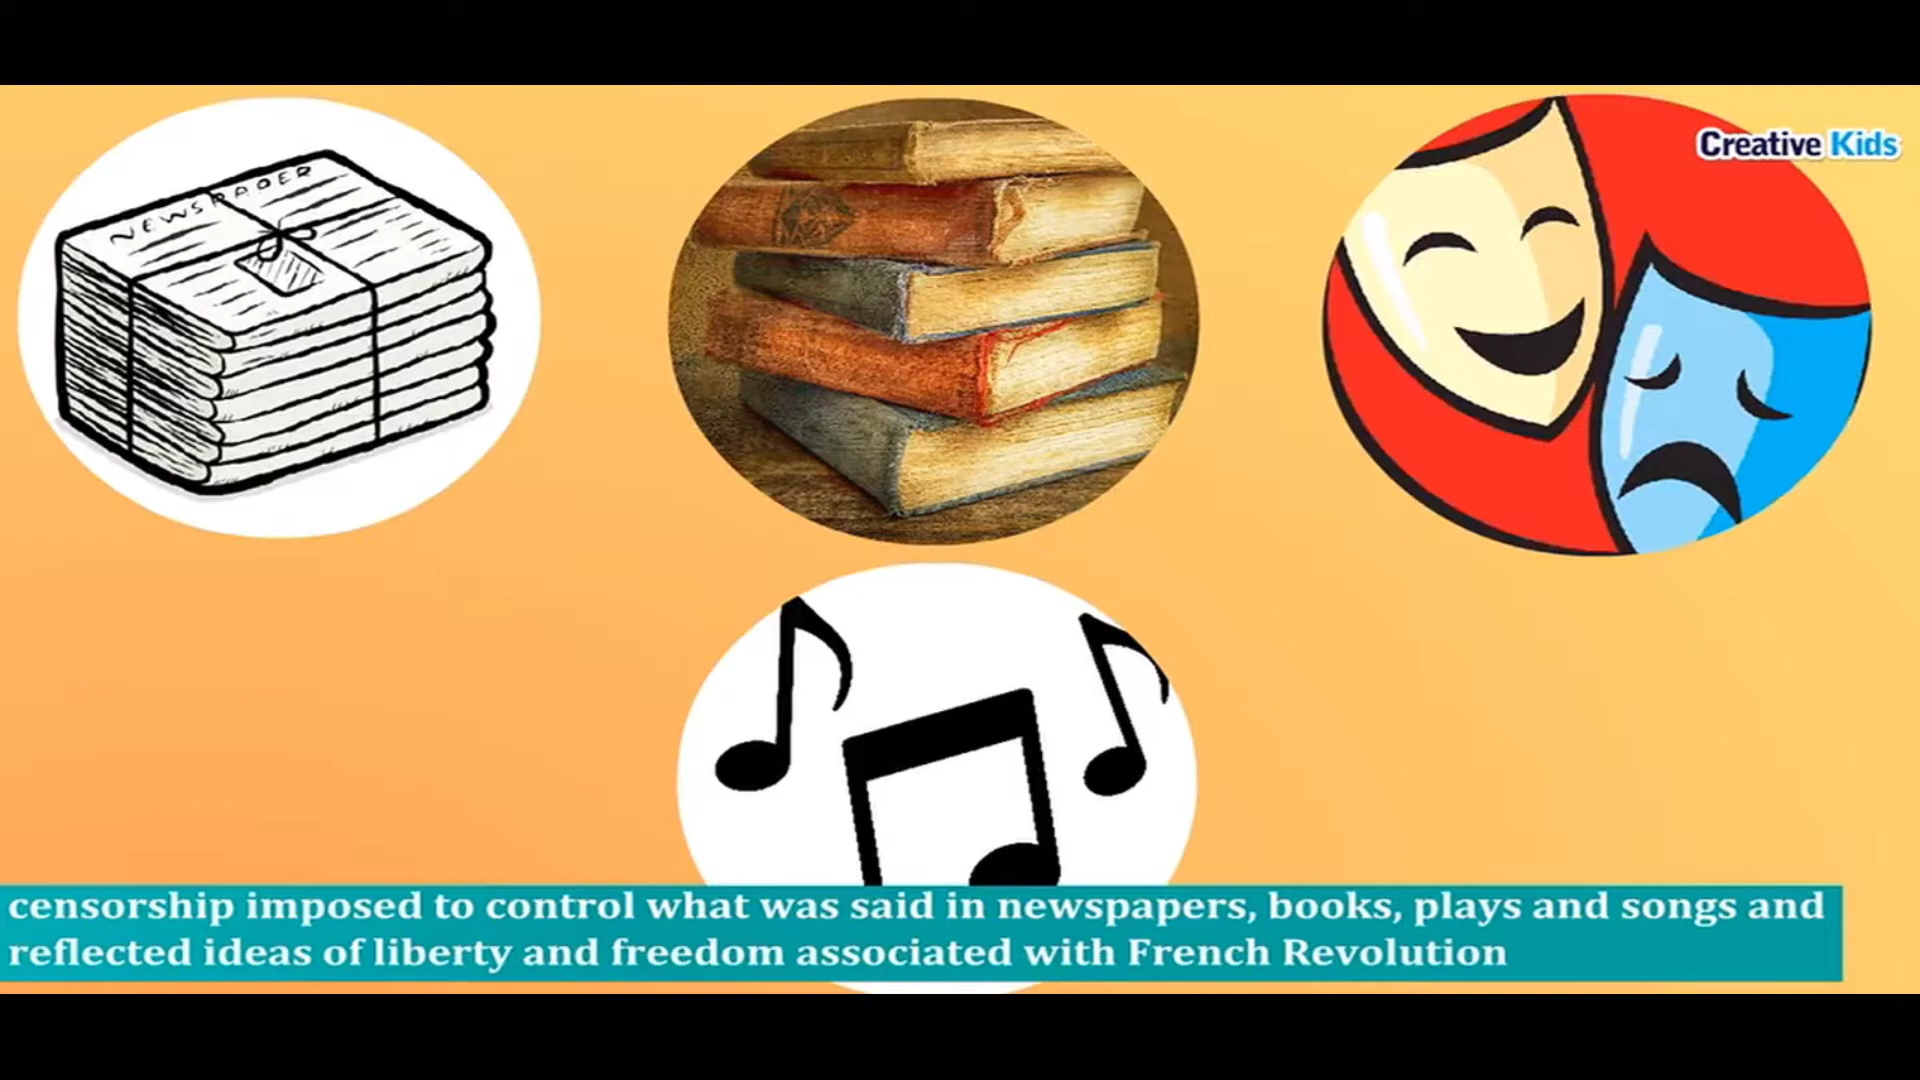 NEWSPAPER
Creative Kids
censorship imposed to control what was said in newspapers, books, plays and songs and
reflected ideas of liberty and freedom associated with French Revolution